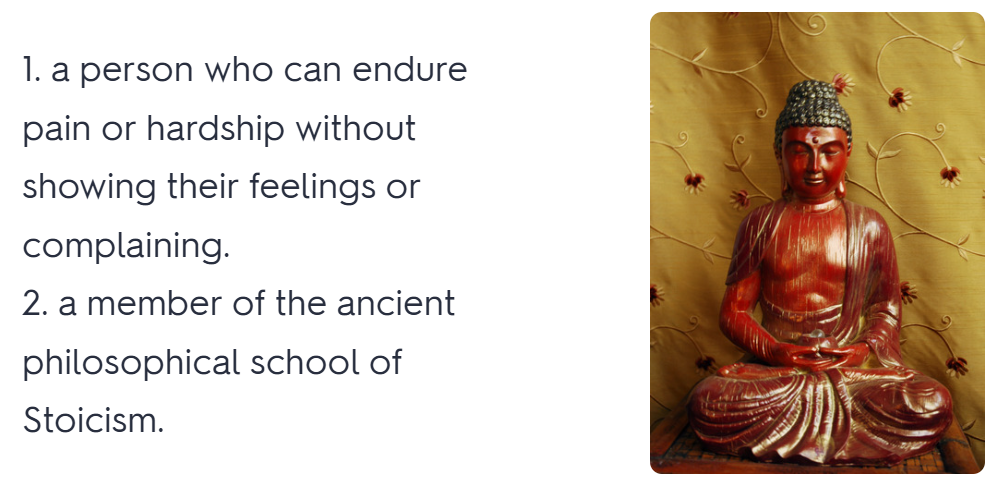 1. a person who can endure
pain or hardship without
showing their feelings or
complaining.
2. a member of the ancient
philosophical school of
Stoicism.